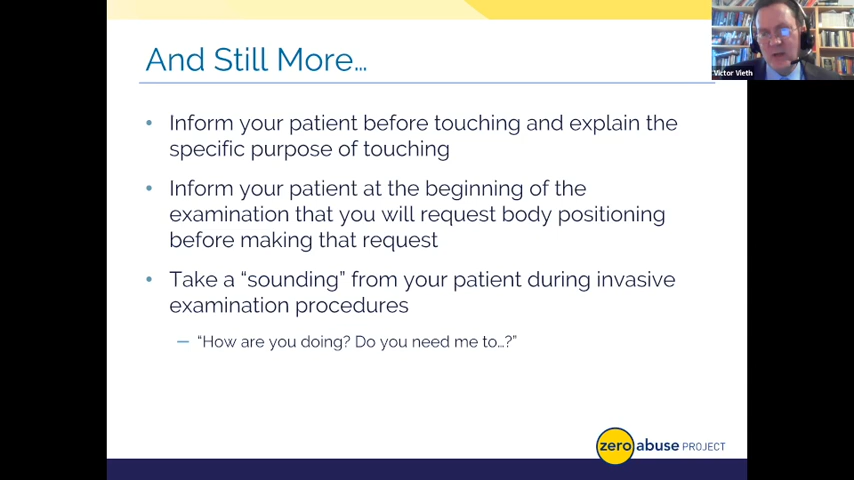 And Still More…
Victor Vieth
• Inform your patient before touching and explain the
specific purpose of touching
• Inform your patient at the beginning of the
examination that you will request body positioning
before making that request
• Take a “sounding” from your patient during invasive
examination procedures
– “How are you doing? Do you need me to…?”
zero abuse PROJECT